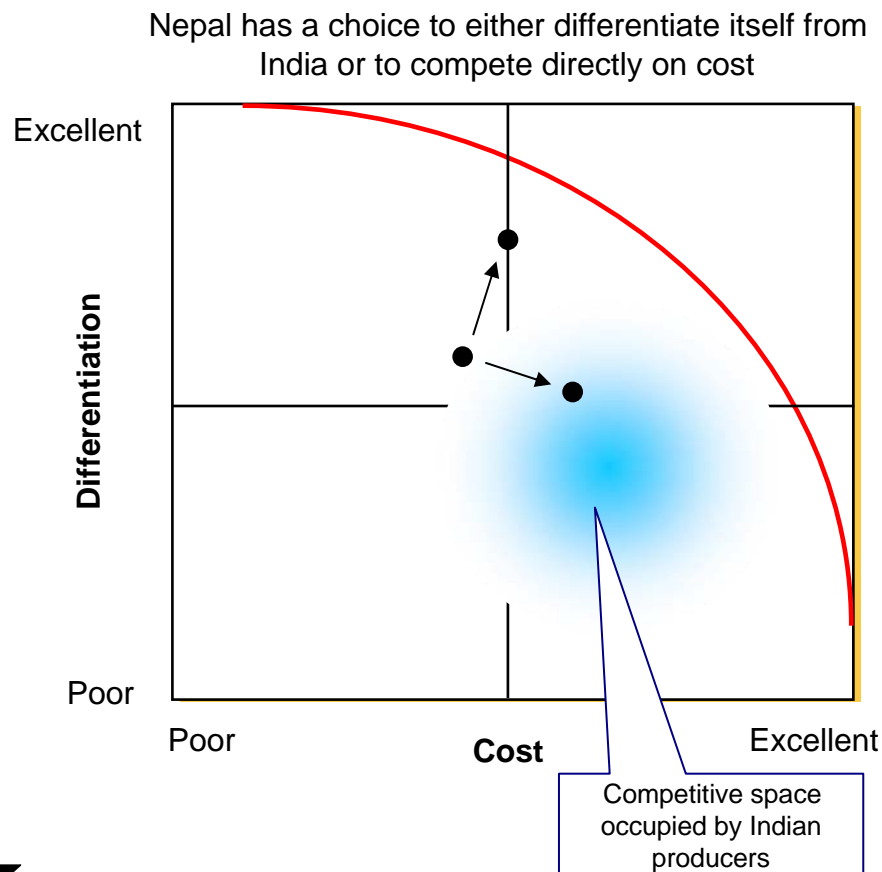 Nepal has a choice to either differentiate itself from
India or to compete directly on cost
Excellent
Differentiation
Poor
Poor
Cost
Excellent
Competitive space
occupied by Indian
producers